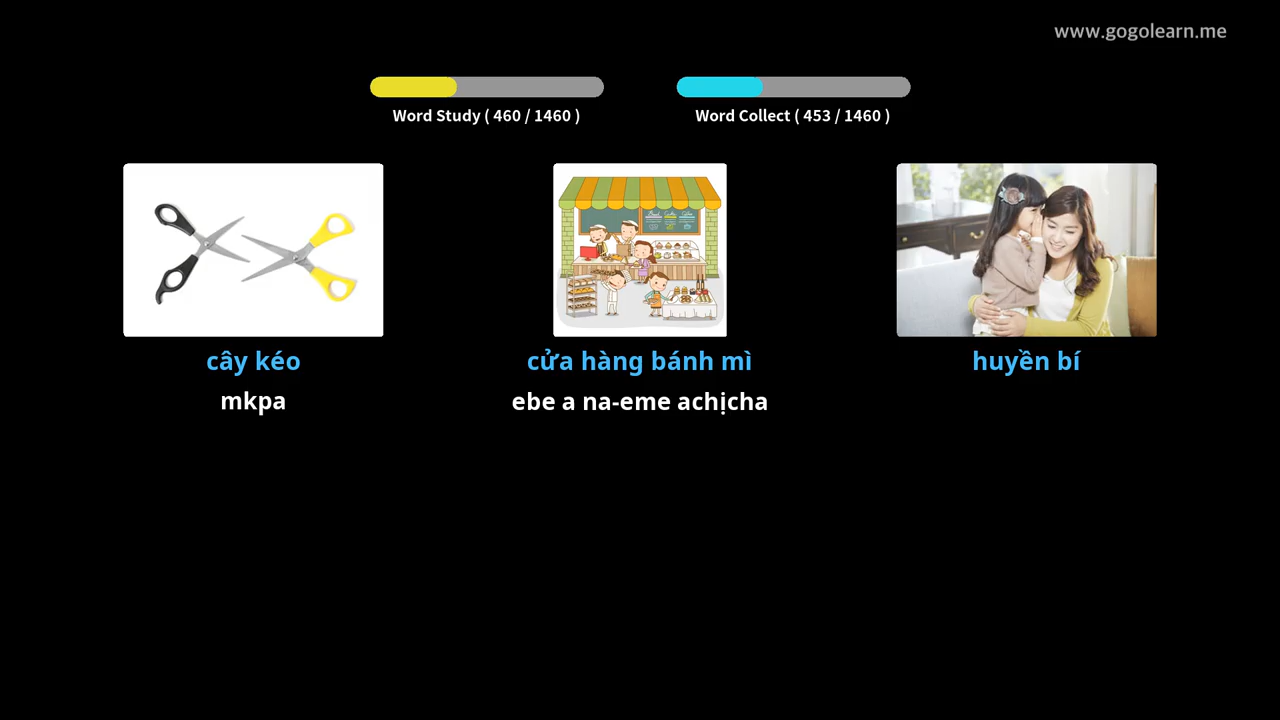 www.gogolearn.me
Word Study ( 460 / 1460 )
Word Collect ( 453 / 1460 )
cây kéo
cửa hàng bánh mì
huyền bí
mkpa
ebe a na-eme achịcha